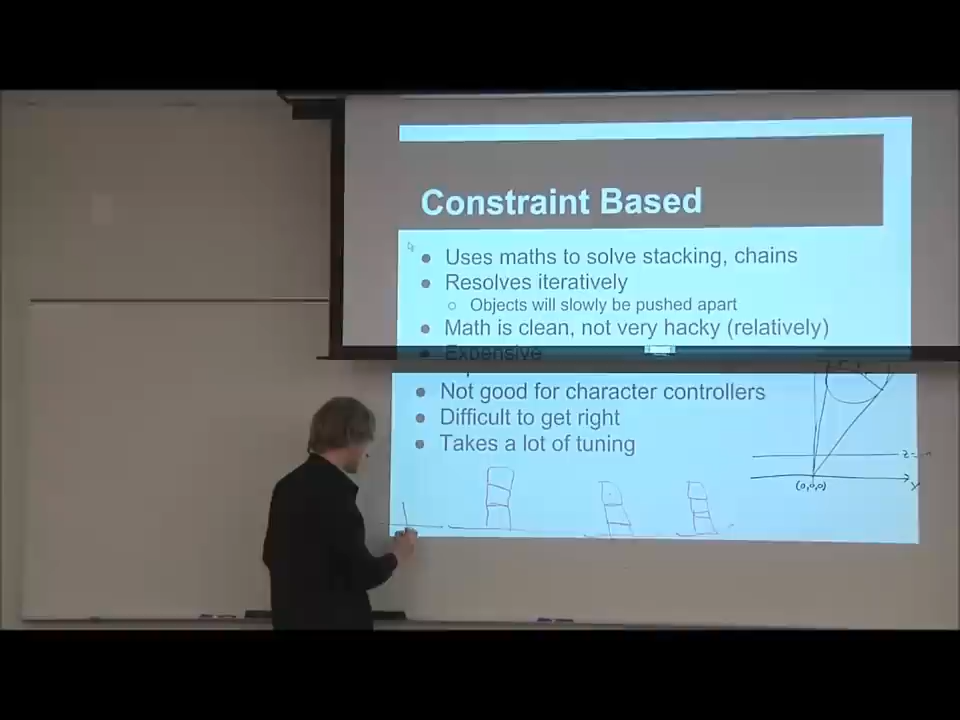 Constraint Based
● Uses maths to solve stacking, chains
● Resolves iteratively
○ Objects will slowly be pushed apart
● Math is clean, not very hacky (relatively)
● Expensive
● Not good for character controllers
● Difficult to get right
● Takes a lot of tuning
(0,0,0)
y